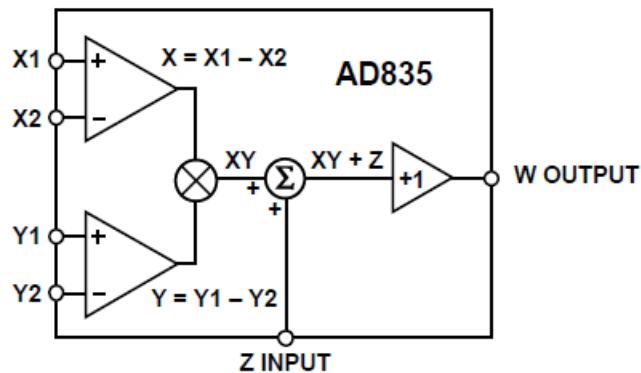 X1
+
X = X1 – X2
AD835
X2
–
XY
XY + Z
+
Σ
+1
W OUTPUT
+
Y1
+
Y2
–
Y = Y1 – Y2
Z INPUT